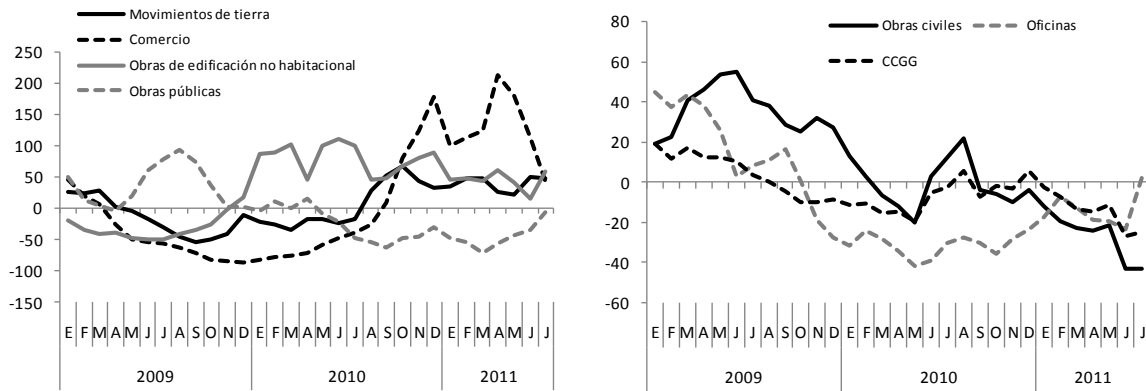 Movimientos de tierra
Comercio
Obras de edificación no habitacional
Obras públicas
250
200
150
100
50
0
-50
-100
-150
E F M A M J J A S O N D E F M A M J J A S O N D E F M A M J J
2009 2010 2011
Obras civiles Oficinas
CCGG
80
60
40
20
0
-20
-40
-60
E F M A M J J A S O N D E F M A M J J A S O N D E F M A M J J
2009 2010 2011